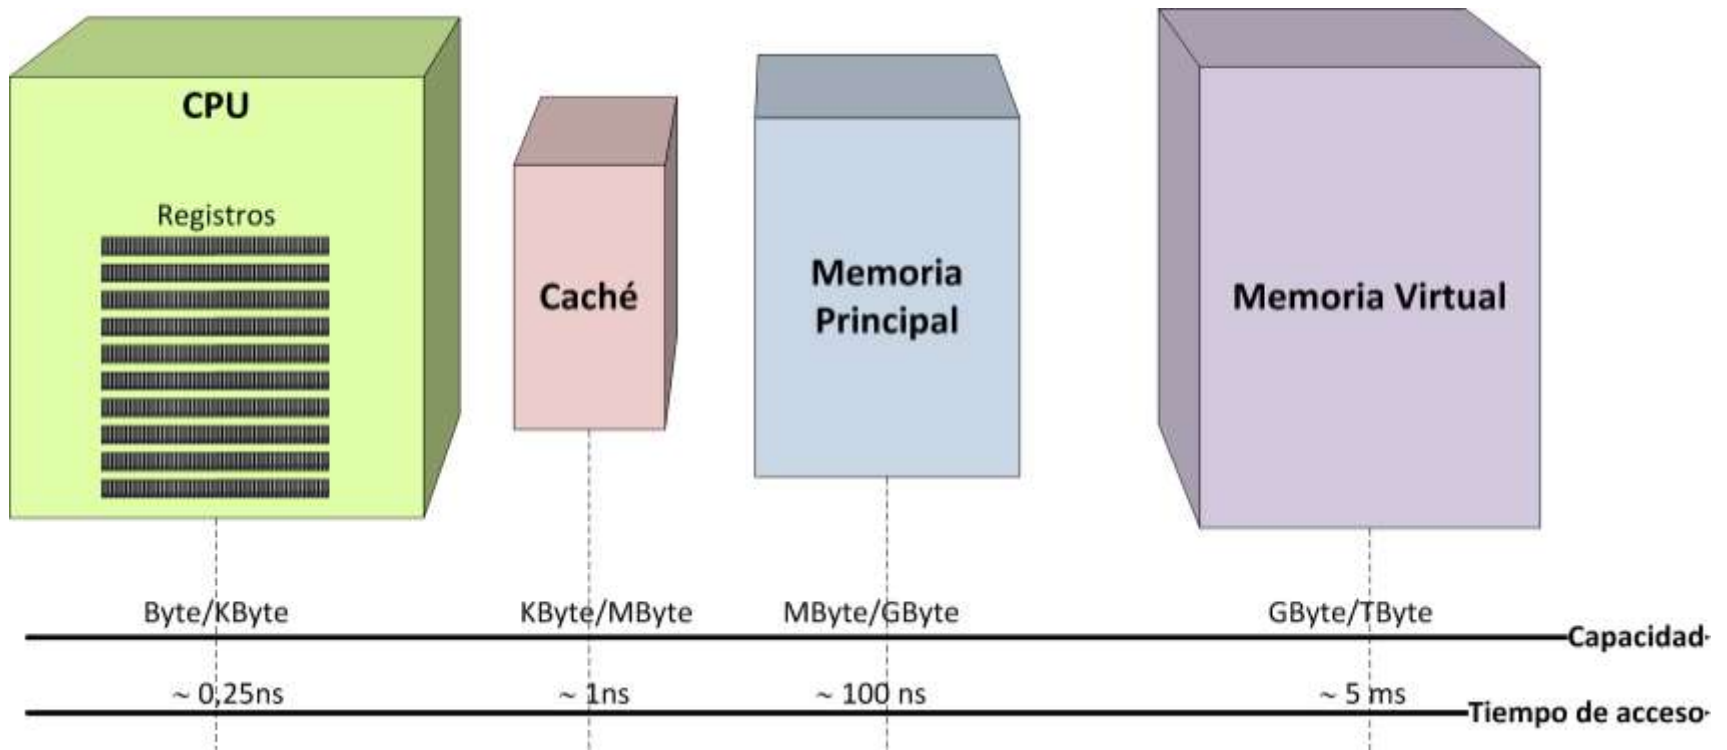 CPU
Registros
Caché
Memoria
Principal
Memoria Virtual
Byte/KByte
KByte/MByte
MByte/GByte
GByte/TByte
Capacidad
~ 0,25ns
~ 1ns
~ 100 ns
~ 5 ms
Tiempo de acceso